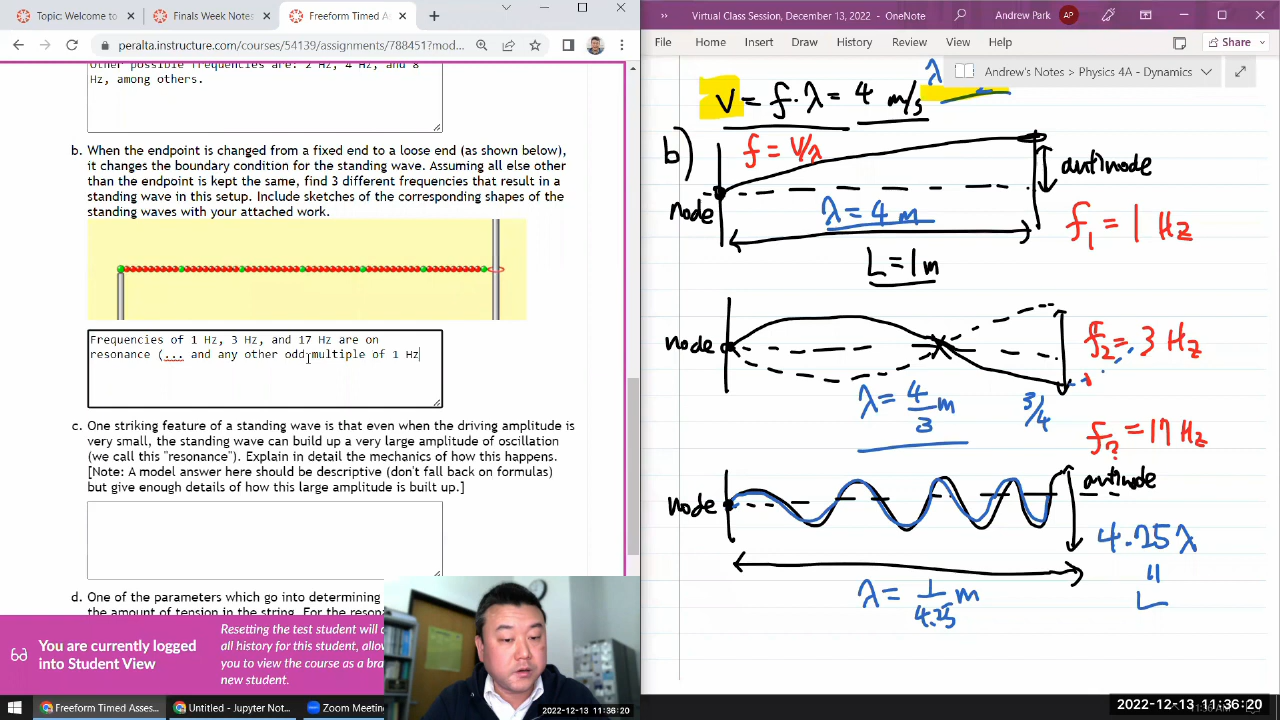 Topic: Welcome to
Finals Week Notes
Freeform Timed As
peralta.instructure.com/courses/54139/assignments/788451?mod...
Other possible frequencies are: 2 Hz, 4 Hz, and 8
Hz, among others.
b. When the endpoint is changed from a fixed end to a loose end (as shown below),
it changes the boundary condition for the standing wave. Assuming all else other
than the endpoint is kept the same, find 3 different frequencies that result in a
standing wave in this setup. Include sketches of the corresponding shapes of the
standing waves with your attached work.
Frequencies of 1 Hz, 3 Hz, and 17 Hz are on
resonance (... and any other odd multiple of 1 Hz
c. One striking feature of a standing wave is that even when the driving amplitude is
very small, the standing wave can build up a very large amplitude of oscillation
(we call this "resonance"). Explain in detail the mechanics of how this happens.
[Note: A model answer here should be descriptive (don't fall back on formulas)
but give enough details of how this large amplitude is built up.]
d. One of the parameters which go into determining
the amount of tension in the string. For the reso
You are currently logged
into Student View
Resetting the test student will
all history for this student, allo
you to view the course as a bra
new student.
Freeform Timed Asses...
Untitled - Jupyter Not...
Zoom Meeting
2022-12-13 11:36:20
Virtual Class Session, December 13, 2022 - OneNote
Andrew Park
AP
File
Home
Insert
Draw
View
Help
Share
Andrew's Notes > Physics 4A - Dynamics
λ
V = f·λ = 4 m/s
b)
f = V/λ
antinode
node
λ = 4 m
f₁ = 1 Hz
L = 1 m
node
f₂ = 3 Hz
λ = 4/3 m
3/4
f? = 17 Hz
node
antinode
4.25λ
"
L
λ = 1/4.25 m
2022-12-13 11:36:20